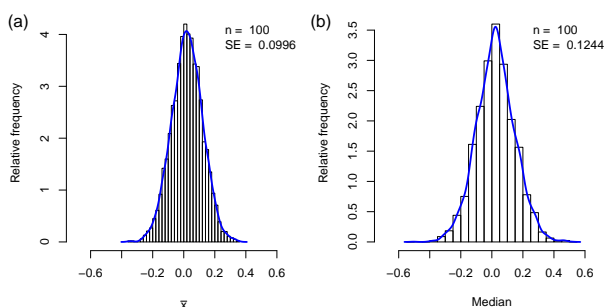 (a)
n = 100
SE = 0.0996
Relative frequency
0 1 2 3 4
−0.6 −0.2 0.0 0.2 0.4 0.6
x̄
(b)
n = 100
SE = 0.1244
Relative frequency
0.0 0.5 1.0 1.5 2.0 2.5 3.0 3.5
−0.6 −0.2 0.0 0.2 0.4 0.6
Median